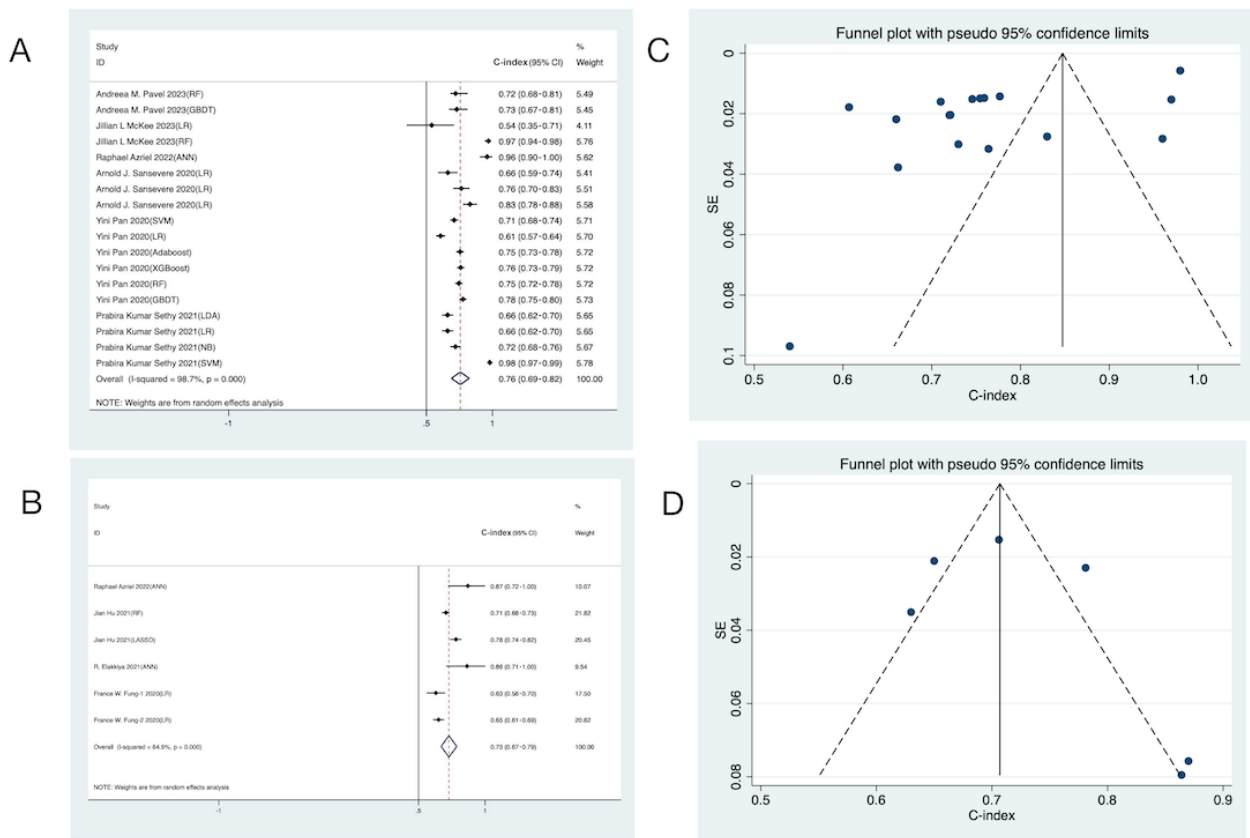 A
Study %
ID C-index (95% CI) Weight
Andreea M. Pavel 2023(RF) 0.72 (0.68-0.81) 5.49
Andreea M. Pavel 2023(GBDT) 0.73 (0.67-0.81) 5.45
Jillian L McKee 2023(LR) 0.54 (0.35-0.71) 4.11
Jillian L McKee 2023(RF) 0.97 (0.94-0.98) 5.76
Raphael Azriel 2022(ANN) 0.96 (0.90-1.00) 5.62
Arnold J. Sansevere 2020(LR) 0.66 (0.59-0.74) 5.41
Arnold J. Sansevere 2020(LR) 0.76 (0.70-0.83) 5.51
Arnold J. Sansevere 2020(LR) 0.83 (0.78-0.88) 5.58
Yini Pan 2020(SVM) 0.71 (0.68-0.74) 5.71
Yini Pan 2020(LR) 0.61 (0.57-0.64) 5.70
Yini Pan 2020(Adaboost) 0.75 (0.73-0.78) 5.72
Yini Pan 2020(XGBoost) 0.76 (0.73-0.79) 5.72
Yini Pan 2020(RF) 0.75 (0.72-0.78) 5.72
Yini Pan 2020(GBDT) 0.78 (0.75-0.80) 5.73
Prabira Kumar Sethy 2021(LDA) 0.66 (0.62-0.70) 5.65
Prabira Kumar Sethy 2021(LR) 0.66 (0.62-0.70) 5.65
Prabira Kumar Sethy 2021(NB) 0.72 (0.68-0.76) 5.67
Prabira Kumar Sethy 2021(SVM) 0.98 (0.97-0.99) 5.78
Overall (I-squared = 98.7%, p = 0.000) 0.76 (0.69-0.82) 100.00
NOTE: Weights are from random effects analysis
-1 .5 1
B
Study %
ID C-index (95% CI) Weight
Raphael Azriel 2022(ANN) 0.87 (0.72-1.00) 10.07
Jian Hu 2021(RF) 0.71 (0.68-0.73) 21.82
Jian Hu 2021(LASSO) 0.78 (0.74-0.82) 20.45
R. Elakkiya 2021(ANN) 0.86 (0.71-1.00) 9.54
France W. Fung-1 2020(LR) 0.63 (0.56-0.70) 17.50
France W. Fung-2 2020(LR) 0.65 (0.61-0.69) 20.62
Overall (I-squared = 84.9%, p = 0.000) 0.73 (0.67-0.79) 100.00
NOTE: Weights are from random effects analysis
-1 .5 1
C
Funnel plot with pseudo 95% confidence limits
0
0.02
0.04
0.06
0.08
0.1
SE
0.5 0.6 0.7 0.8 0.9 1.0
C-index
D
Funnel plot with pseudo 95% confidence limits
0
0.02
0.04
0.06
0.08
SE
0.5 0.6 0.7 0.8 0.9
C-index